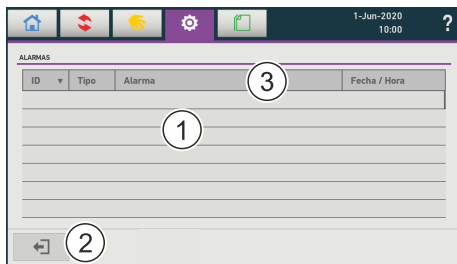 1-Jun-2020
10:00
?
ALARMAS
ID ▼ Tipo Alarma Fecha / Hora
3
1
2